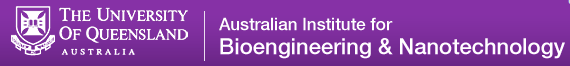 THE UNIVERSITY
OF QUEENSLAND
AUSTRALIA
Australian Institute for
Bioengineering & Nanotechnology